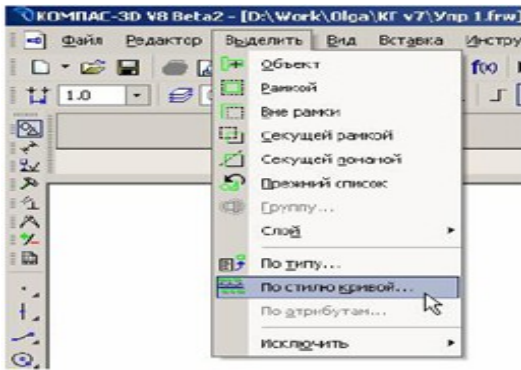 КОМПАС-3D V8 Beta2 - [D:\Work\Olga\КГ v7\Упр 1.frw]
Файл Редактор Выделить Вид Вставка Инстру
f(x)
1.0
Объект
Рамкой
Вне рамки
Секущей рамкой
Секущей ломаной
Прежний список
Группу...
Слой
По типу...
По стилю кривой...
По атрибутам...
Исключить